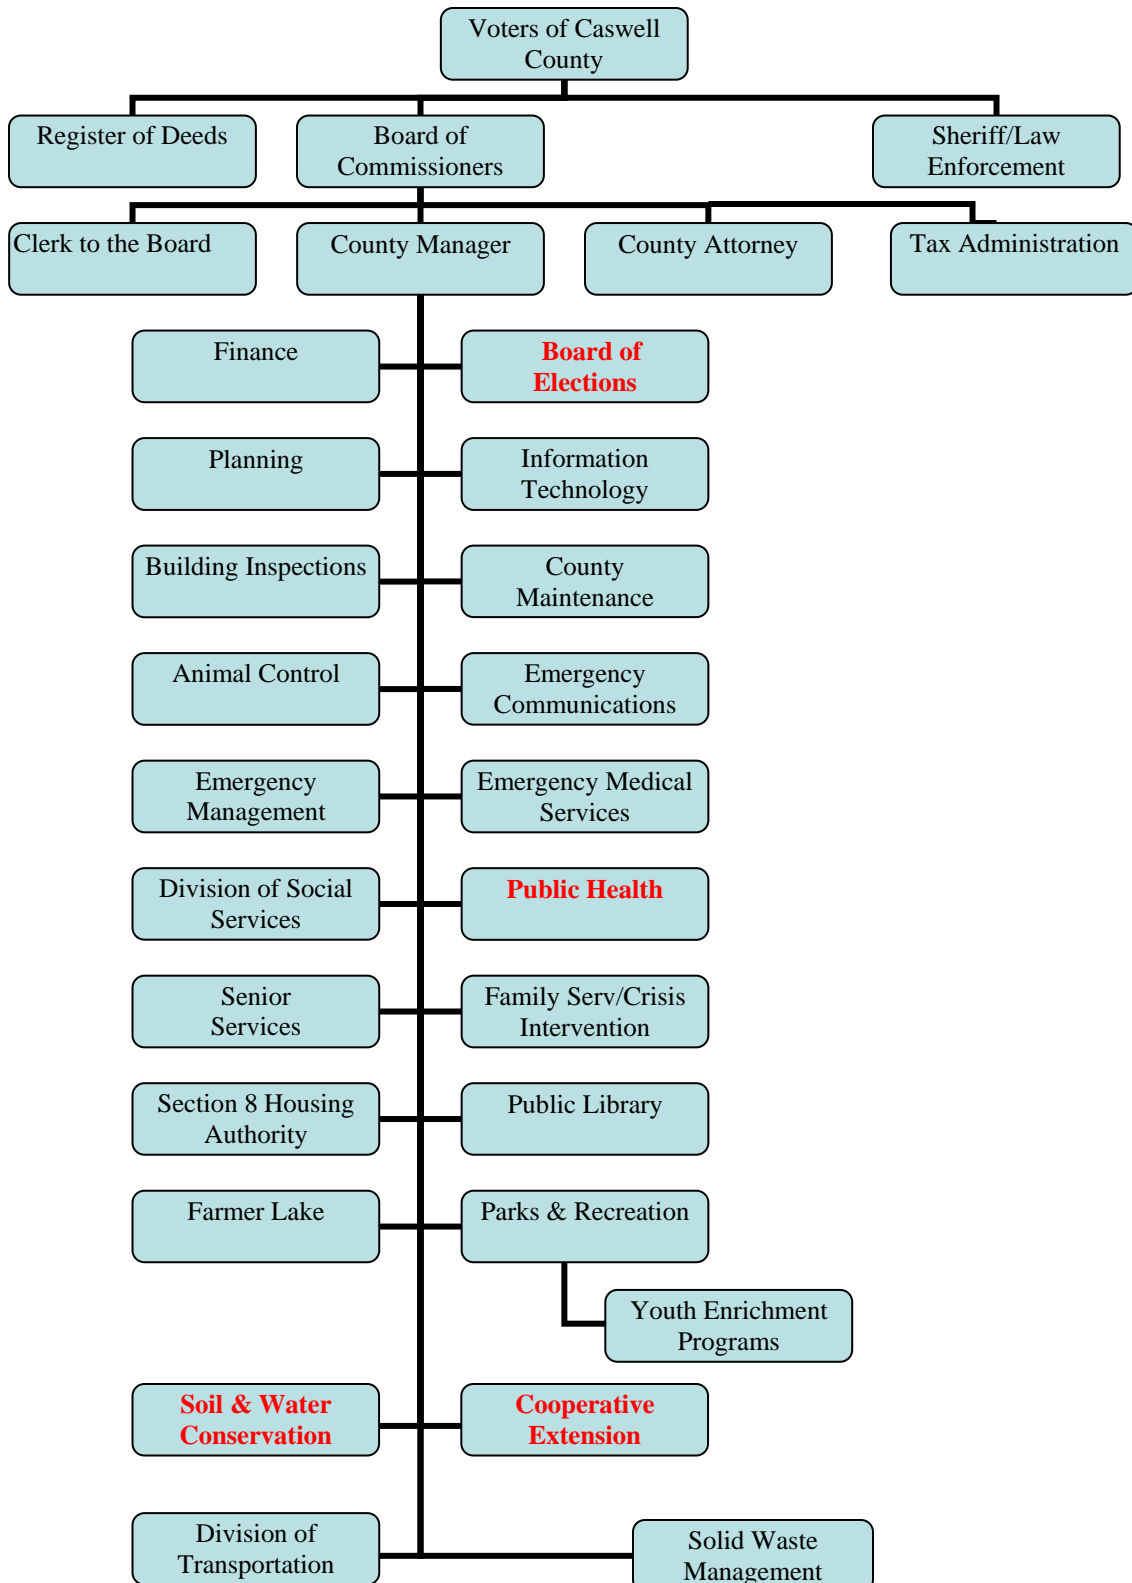 Voters of Caswell
County
Register of Deeds
Board of
Commissioners
Sheriff/Law
Enforcement
Clerk to the Board
County Manager
County Attorney
Tax Administration
Finance
Board of
Elections
Planning
Information
Technology
Building Inspections
County
Maintenance
Animal Control
Emergency
Communications
Emergency
Management
Emergency Medical
Services
Division of Social
Services
Public Health
Senior
Services
Family Serv/Crisis
Intervention
Section 8 Housing
Authority
Public Library
Farmer Lake
Parks & Recreation
Youth Enrichment
Programs
Soil & Water
Conservation
Cooperative
Extension
Division of
Transportation
Solid Waste
Management